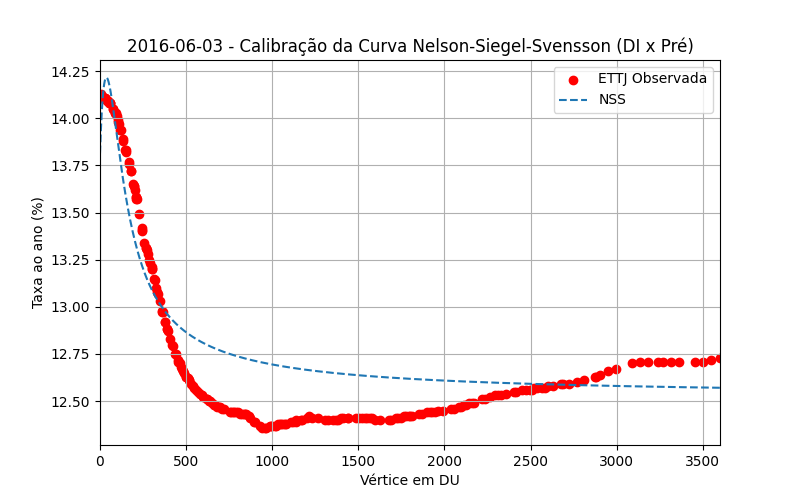 2016-06-03 - Calibração da Curva Nelson-Siegel-Svensson (DI x Pré)
ETTJ Observada
NSS
Taxa ao ano (%)
14.25
14.00
13.75
13.50
13.25
13.00
12.75
12.50
0 500 1000 1500 2000 2500 3000 3500
Vértice em DU